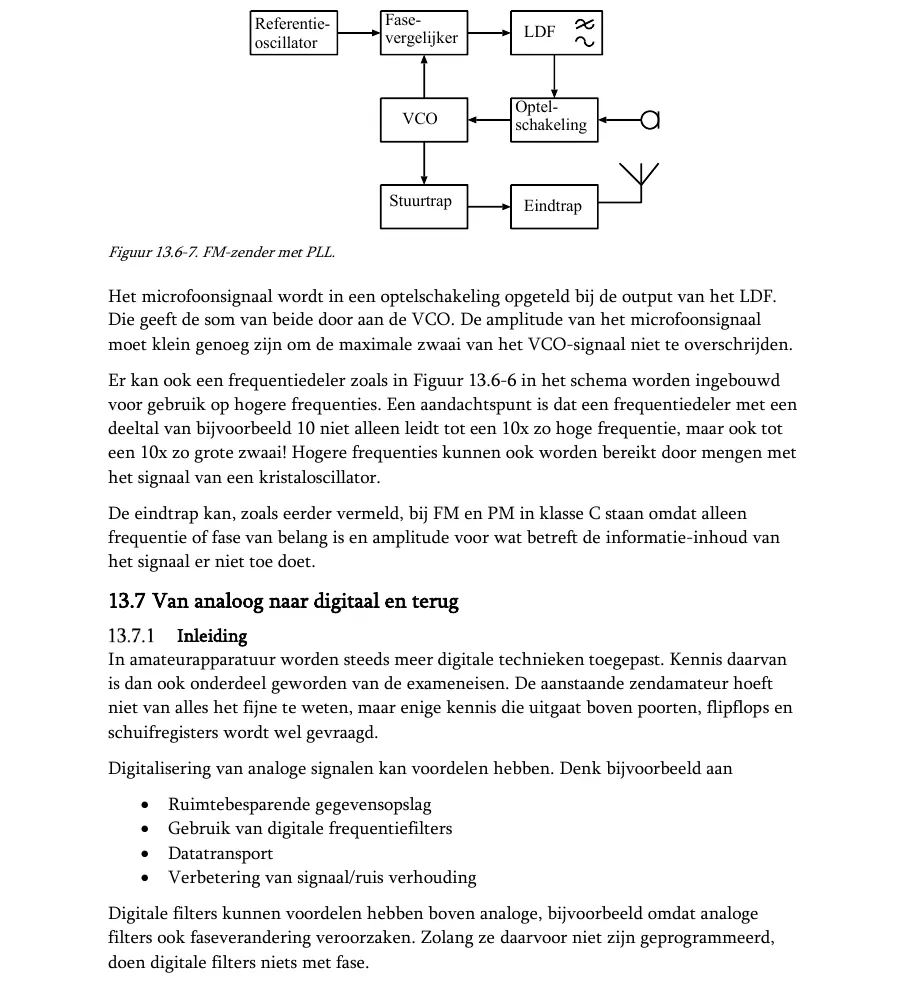 Referentie-
oscillator
Fase-
vergelijker
LDF
VCO
Optel-
schakeling
Stuurtrap
Eindtrap
Figuur 13.6-7. FM-zender met PLL.
Het microfoonsignaal wordt in een optelschakeling opgeteld bij de output van het LDF.
Die geeft de som van beide door aan de VCO. De amplitude van het microfoonsignaal
moet klein genoeg zijn om de maximale zwaai van het VCO-signaal niet te overschrijden.
Er kan ook een frequentiedeler zoals in Figuur 13.6-6 in het schema worden ingebouwd
voor gebruik op hogere frequenties. Een aandachtspunt is dat een frequentiedeler met een
deeltal van bijvoorbeeld 10 niet alleen leidt tot een 10x zo hoge frequentie, maar ook tot
een 10x zo grote zwaai! Hogere frequenties kunnen ook worden bereikt door mengen met
het signaal van een kristaloscillator.
De eindtrap kan, zoals eerder vermeld, bij FM en PM in klasse C staan omdat alleen
frequentie of fase van belang is en amplitude voor wat betreft de informatie-inhoud van
het signaal er niet toe doet.
13.7 Van analoog naar digitaal en terug
13.7.1 Inleiding
In amateurapparatuur worden steeds meer digitale technieken toegepast. Kennis daarvan
is dan ook onderdeel geworden van de exameneisen. De aanstaande zendamateur hoeft
niet van alles het fijne te weten, maar enige kennis die uitgaat boven poorten, flipflops en
schuifregisters wordt wel gevraagd.
Digitalisering van analoge signalen kan voordelen hebben. Denk bijvoorbeeld aan
• Ruimtebesparende gegevensopslag
• Gebruik van digitale frequentiefilters
• Datatransport
• Verbetering van signaal/ruis verhouding
Digitale filters kunnen voordelen hebben boven analoge, bijvoorbeeld omdat analoge
filters ook faseverandering veroorzaken. Zolang ze daarvoor niet zijn geprogrammeerd,
doen digitale filters niets met fase.